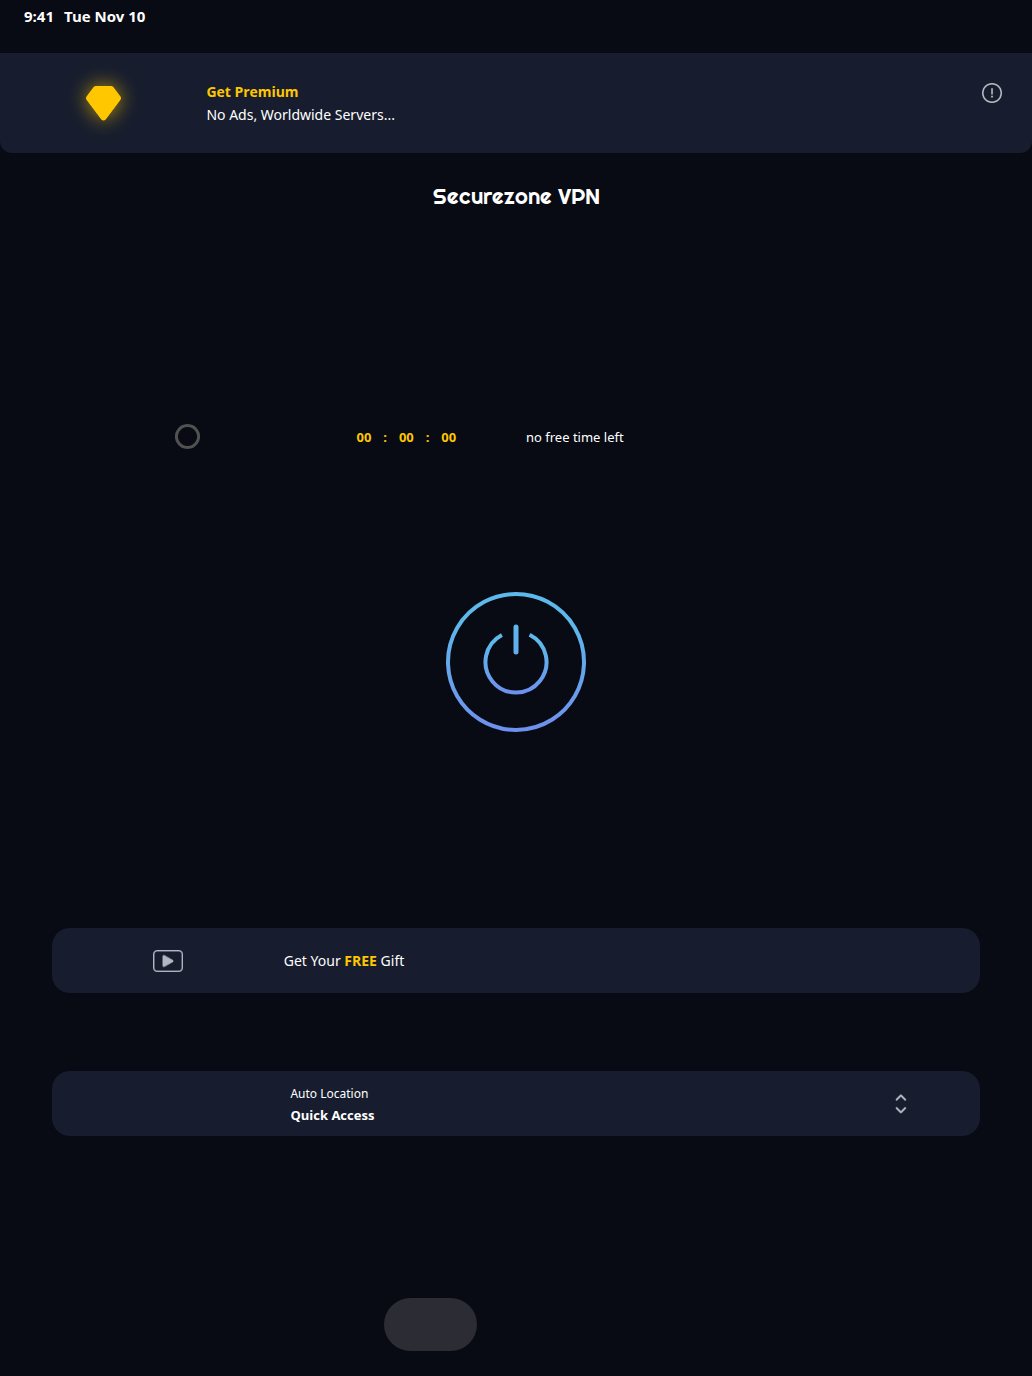 9:41 Tue Nov 10
Get Premium
No Ads, Worldwide Servers...
Securezone VPN
00 : 00 : 00 no free time left
Get Your FREE Gift
Auto Location
Quick Access